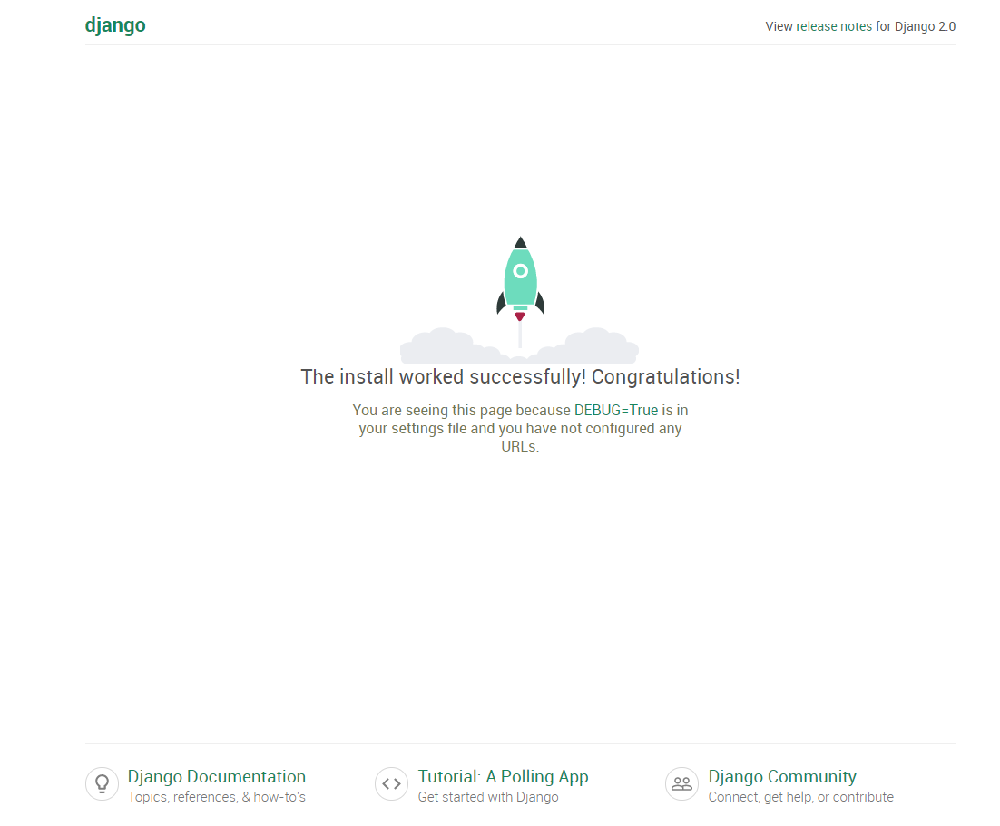 django
View release notes for Django 2.0
The install worked successfully! Congratulations!
You are seeing this page because DEBUG=True is in
your settings file and you have not configured any
URLs.
Django Documentation
Topics, references, & how-to's
Tutorial: A Polling App
Get started with Django
Django Community
Connect, get help, or contribute